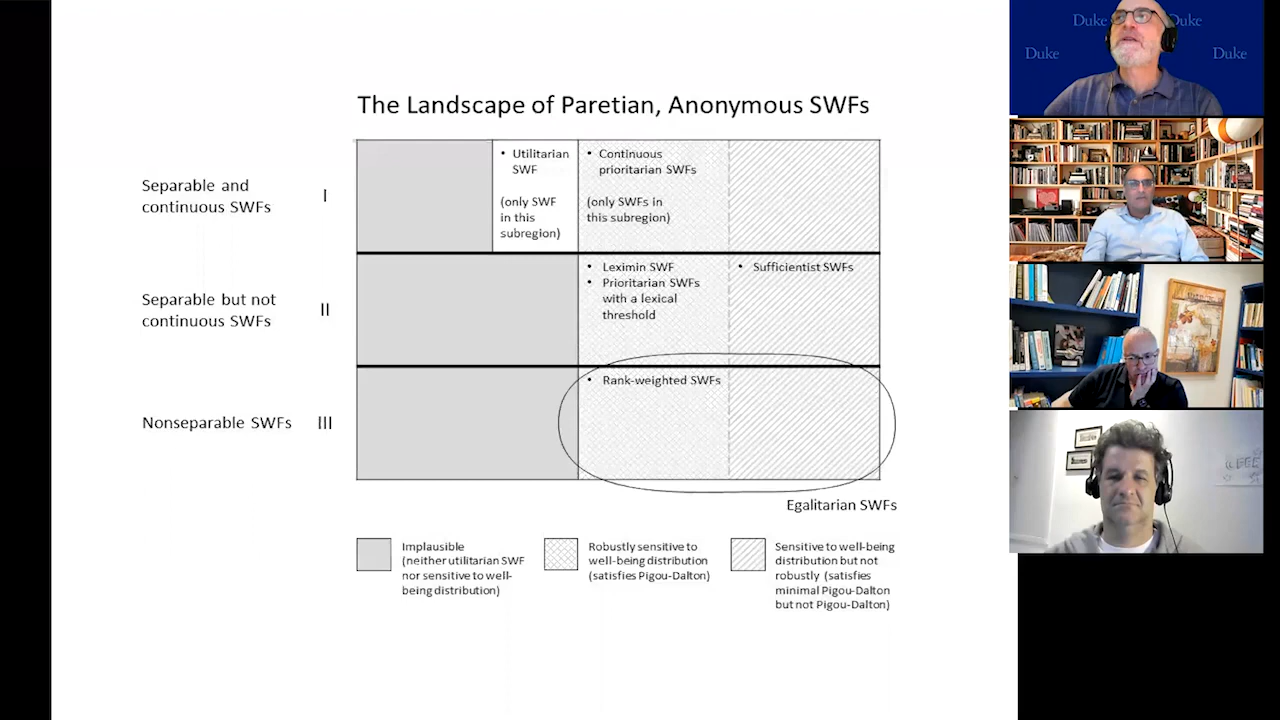 The Landscape of Paretian, Anonymous SWFs
Separable and
continuous SWFs
I
• Utilitarian
SWF
(only SWF
in this
subregion)
• Continuous
prioritarian SWFs
(only SWFs in
this subregion)
Separable but not
continuous SWFs
II
• Leximin SWF
• Prioritarian SWFs
with a lexical
threshold
• Sufficientist SWFs
Nonseparable SWFs
III
• Rank-weighted SWFs
Egalitarian SWFs
Implausible
(neither utilitarian SWF
nor sensitive to well-
being distribution)
Robustly sensitive to
well-being distribution
(satisfies Pigou-Dalton)
Sensitive to well-being
distribution but not
robustly (satisfies
minimal Pigou-Dalton
but not Pigou-Dalton)
Duke
Duke
Duke
Duke